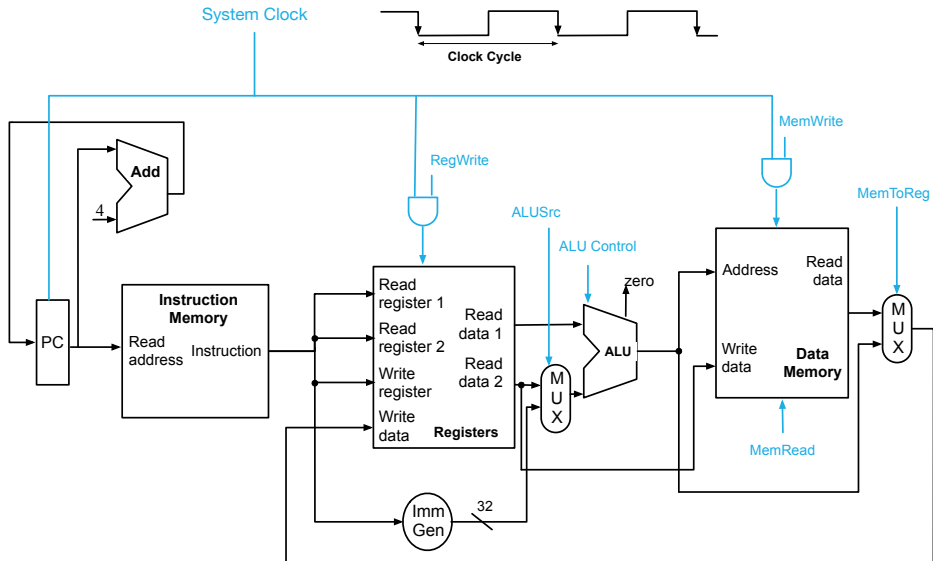 System Clock
Clock Cycle
MemWrite
Add
RegWrite
MemToReg
4
ALUSrc
ALU Control
zero
Instruction
Memory
Read
address
Instruction
PC
Read
register 1
Read
register 2
Write
register
Write
data
Read
data 1
Read
data 2
Registers
M
U
X
ALU
Address
Read
data
Write
data
Data
Memory
M
U
X
MemRead
Imm
Gen
32